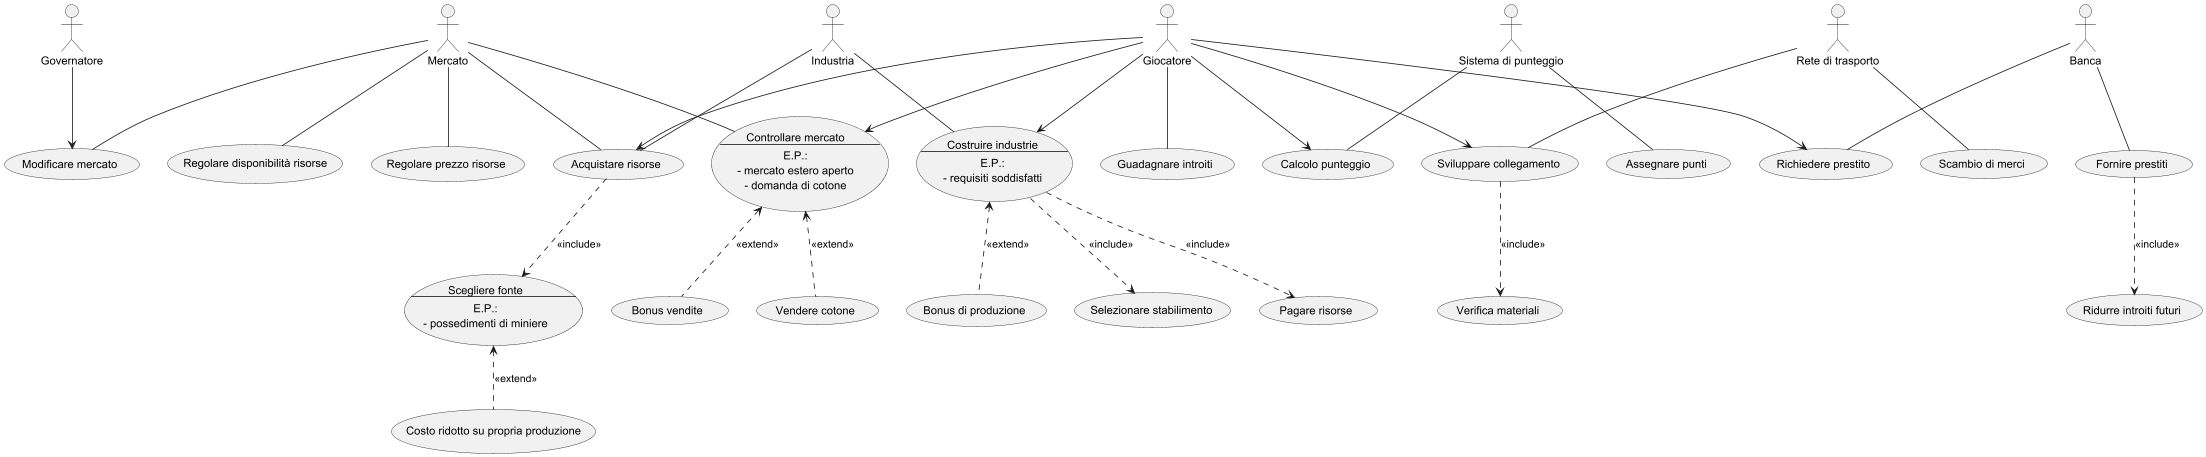 Governatore
Mercato
Industria
Giocatore
Sistema di punteggio
Rete di trasporto
Banca
Modificare mercato
Regolare disponibilità risorse
Regolare prezzo risorse
Acquistare risorse
Controllare mercato
E.P.:
- mercato estero aperto
- domanda di cotone
Costruire industrie
E.P.:
- requisiti soddisfatti
Guadagnare introiti
Calcolo punteggio
Sviluppare collegamento
Assegnare punti
Richiedere prestito
Scambio di merci
Fornire prestiti
«include»
«extend»
«extend»
«extend»
«include»
«include»
«include»
«include»
Scegliere fonte
E.P.:
- possedimenti di miniere
Bonus vendite
Vendere cotone
Bonus di produzione
Selezionare stabilimento
Pagare risorse
Verifica materiali
Ridurre introiti futuri
«extend»
Costo ridotto su propria produzione